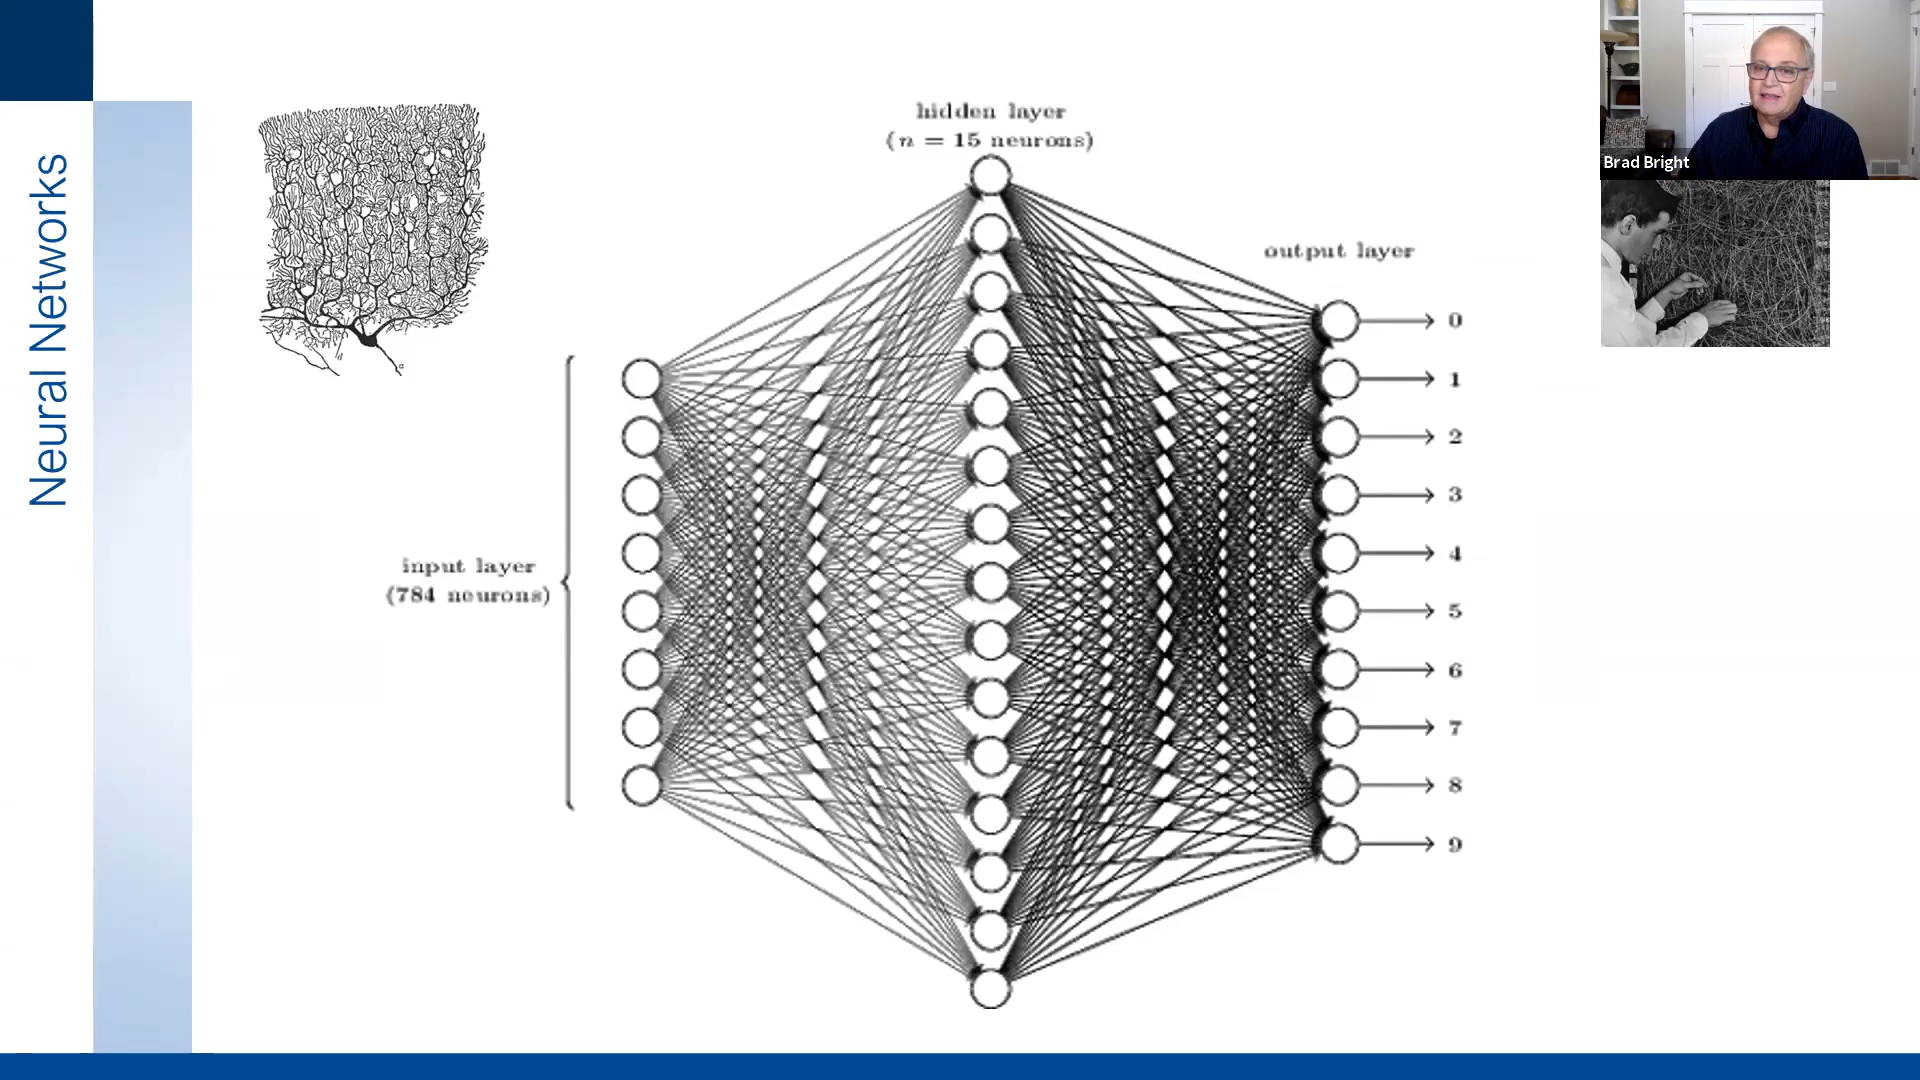 Neural Networks
hidden layer
(n = 15 neurons)
output layer
input layer
(784 neurons)
0
1
2
3
4
5
6
7
8
9
d
a
Brad Bright